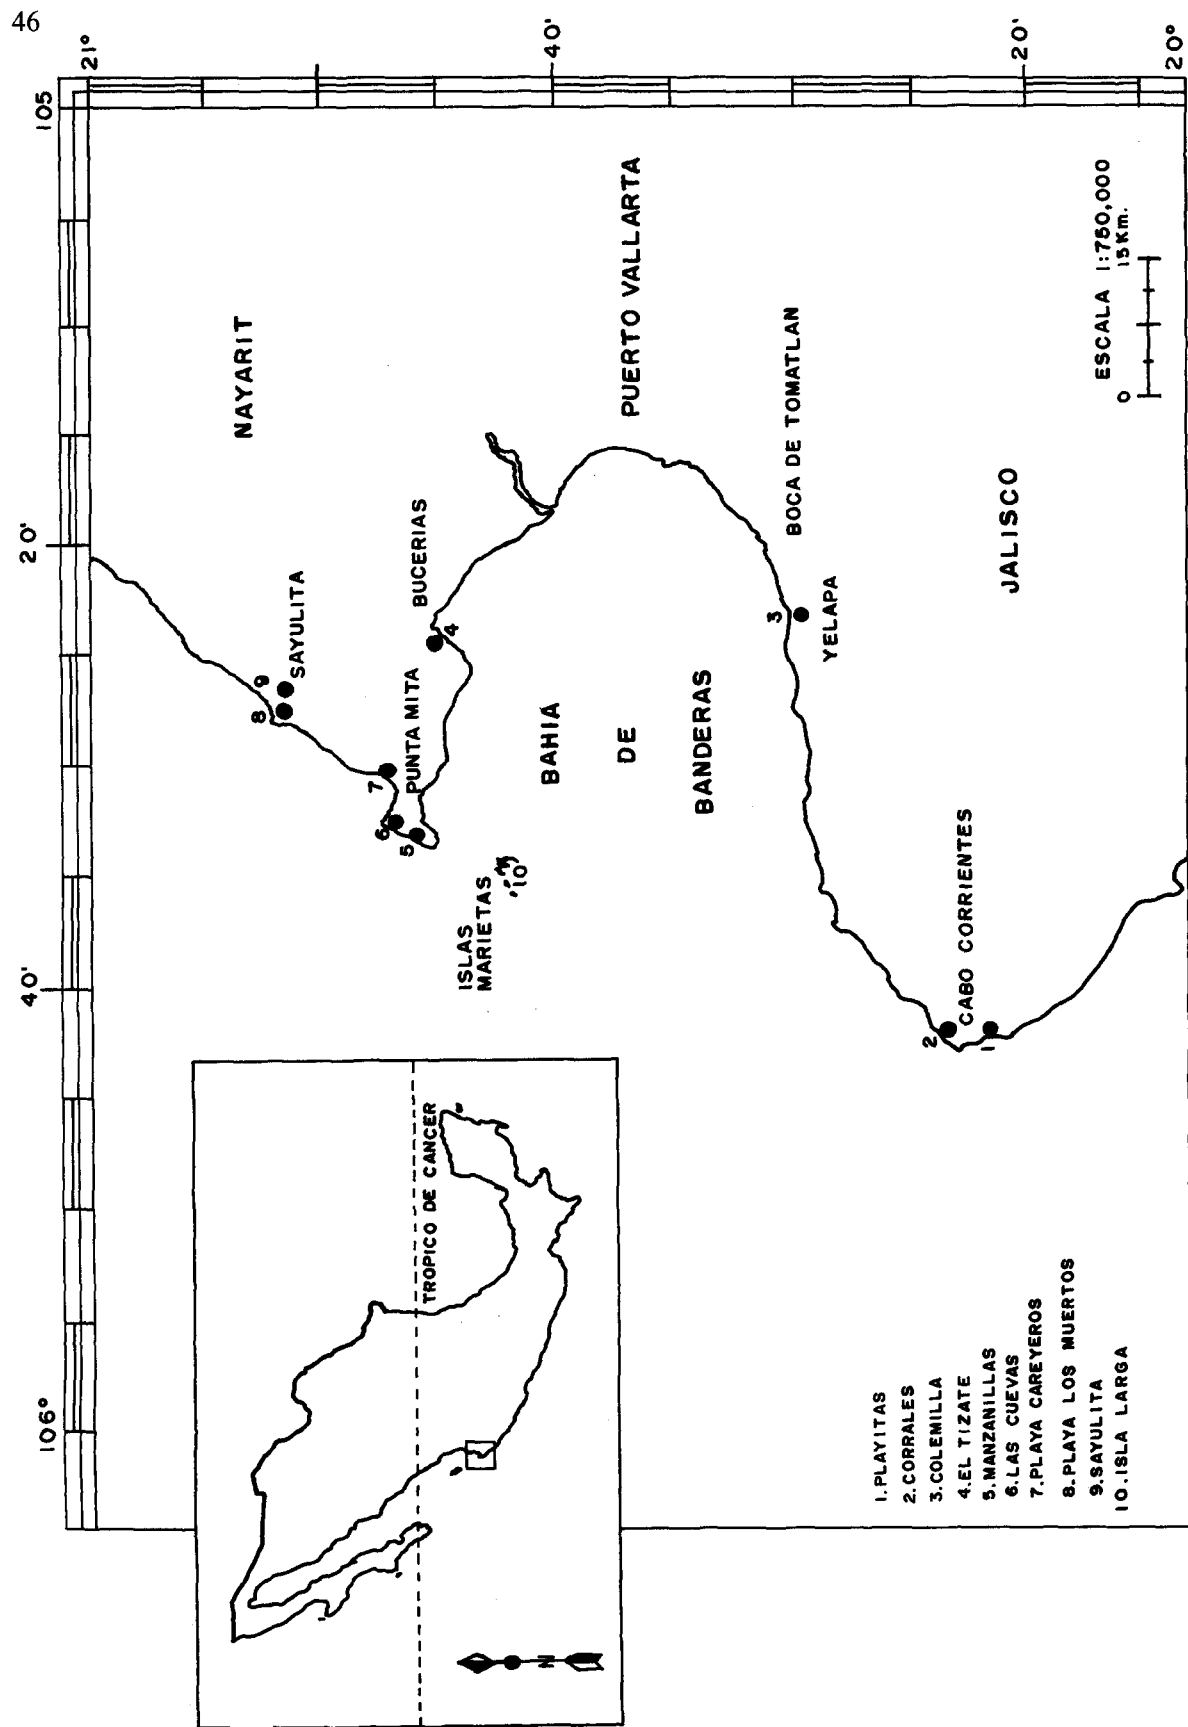 46
105
20'
40'
106°
21°
40'
20'
20°
NAYARIT
9
8
SAYULITA
7
PUNTA MITA
6
5
BUCERIAS
4
ISLAS
MARIETAS
10
BAHIA
DE
BANDERAS
PUERTO VALLARTA
BOCA DE TOMATLAN
3
YELAPA
CABO CORRIENTES
2
1
JALISCO
ESCALA 1:750,000
0 15Km.
TROPICO DE CANCER
N
1.PLAYITAS
2.CORRALES
3.COLEMILLA
4.EL TIZATE
5.MANZANILLAS
6.LAS CUEVAS
7.PLAYA CAREYEROS
8.PLAYA LOS MUERTOS
9.SAYULITA
10.ISLA LARGA